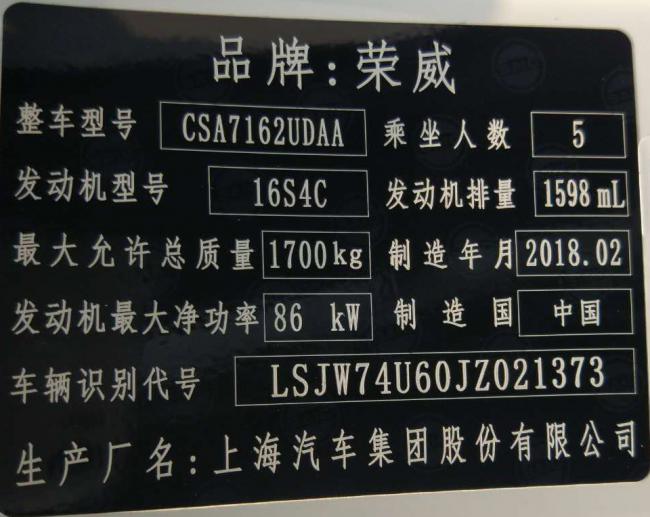 品牌:荣威
整车型号 CSA7162UDAA 乘坐人数 5
发动机型号 16S4C 发动机排量 1598 mL
最大允许总质量 1700kg 制造年月 2018.02
发动机最大净功率 86 kW 制造国 中国
车辆识别代号 LSJW74U60JZ021373
生产厂名:上海汽车集团股份有限公司